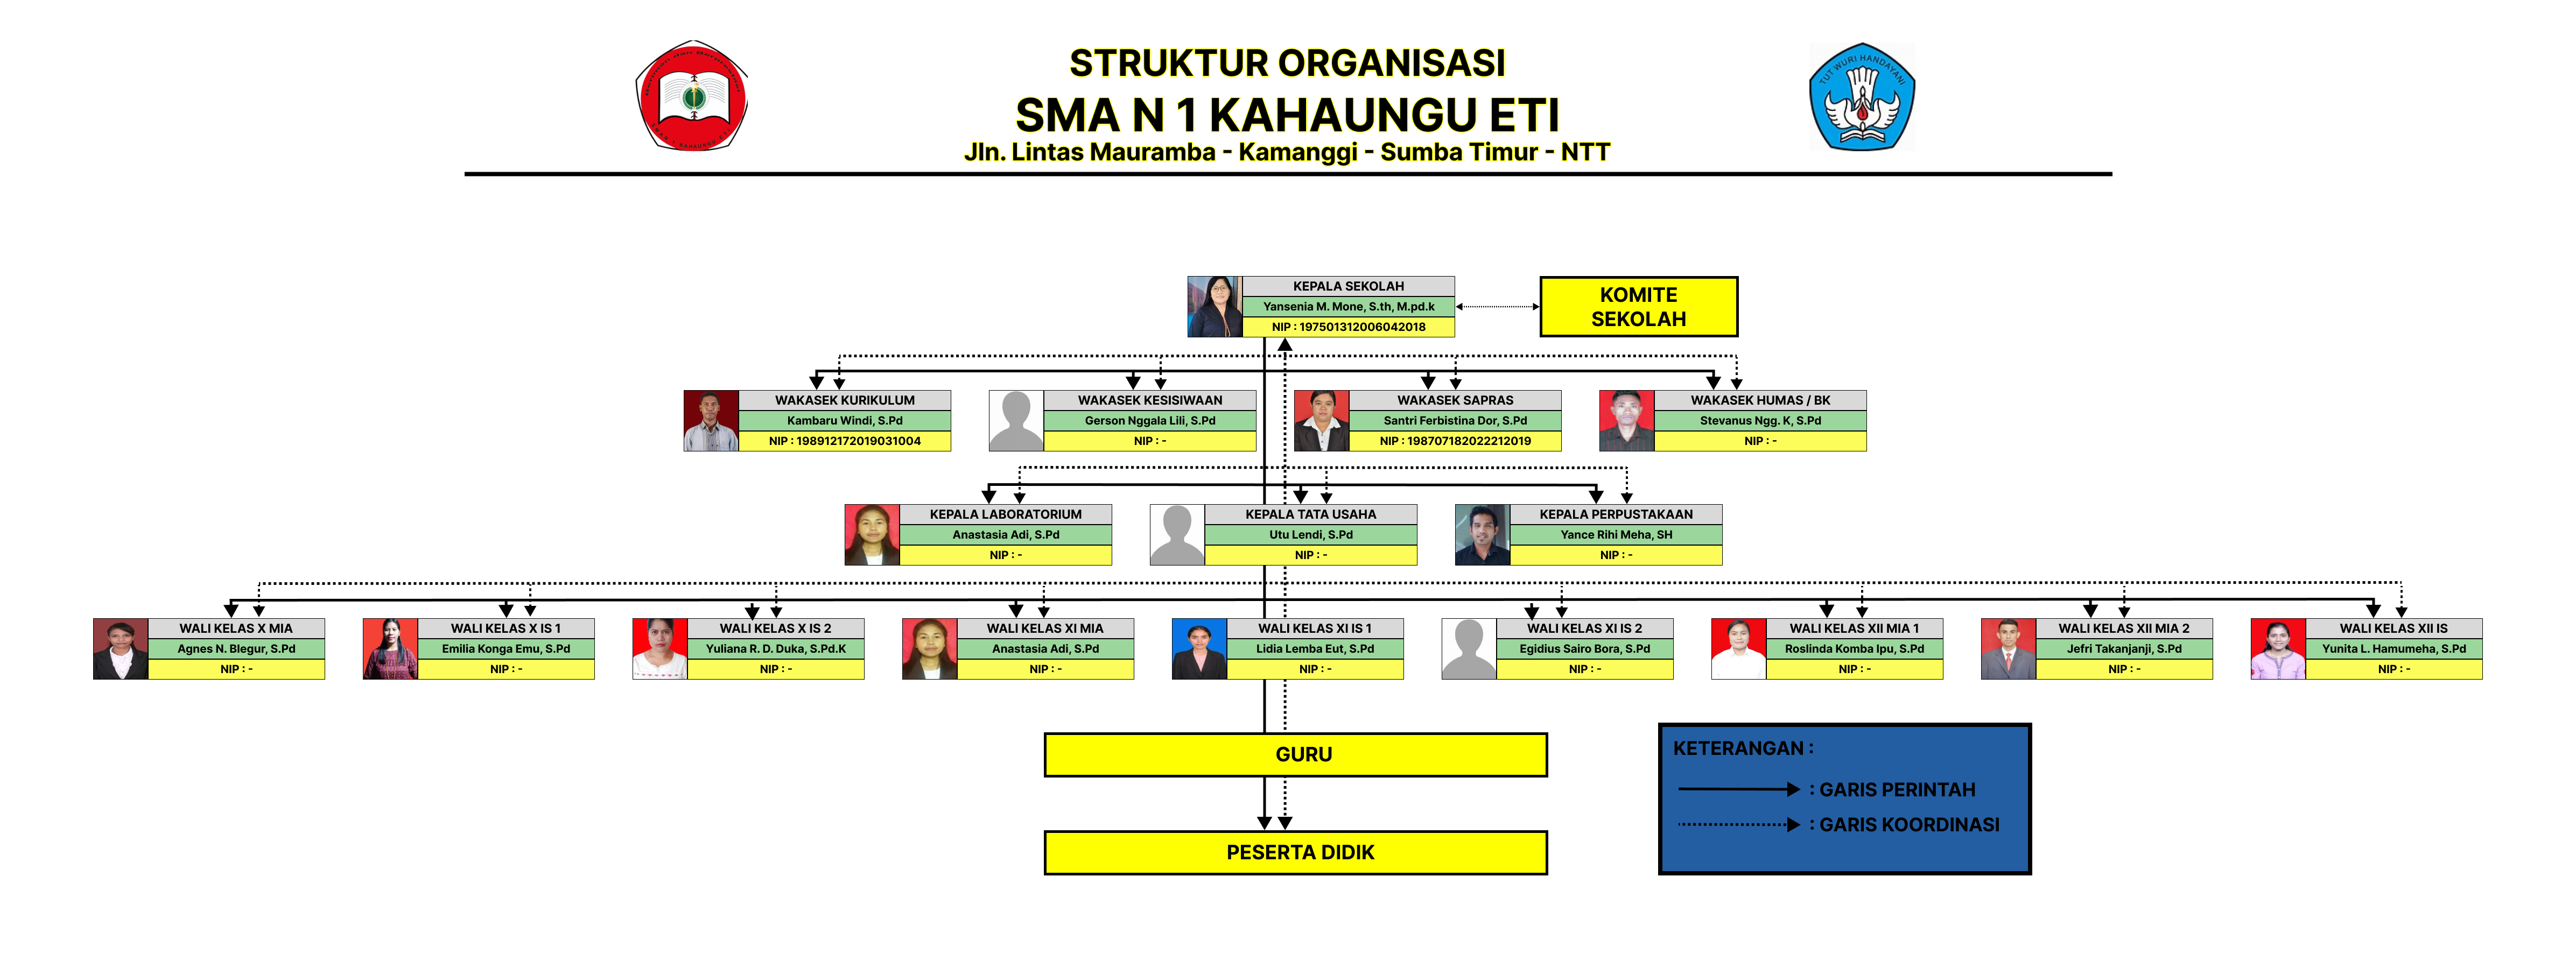 STRUKTUR ORGANISASI
SMA N 1 KAHAUNGU ETI
Jln. Lintas Mauramba - Kamanggi - Sumba Timur - NTT
TUT WURI HANDAYANI
KEPALA SEKOLAH
Yansenia M. Mone, S.th, M.pd.k
NIP : 197501312006042018
KOMITE
SEKOLAH
WAKASEK KURIKULUM
Kambaru Windi, S.Pd
NIP : 198912172019031004
WAKASEK KESISIWAAN
Gerson Nggala Lili, S.Pd
NIP : -
WAKASEK SAPRAS
Santri Ferbistina Dor, S.Pd
NIP : 198707182022212019
WAKASEK HUMAS / BK
Stevanus Ngg. K, S.Pd
NIP : -
KEPALA LABORATORIUM
Anastasia Adi, S.Pd
NIP : -
KEPALA TATA USAHA
Utu Lendi, S.Pd
NIP : -
KEPALA PERPUSTAKAAN
Yance Rihi Meha, SH
NIP : -
WALI KELAS X MIA
Agnes N. Blegur, S.Pd
NIP : -
WALI KELAS X IS 1
Emilia Konga Emu, S.Pd
NIP : -
WALI KELAS X IS 2
Yuliana R. D. Duka, S.Pd.K
NIP : -
WALI KELAS XI MIA
Anastasia Adi, S.Pd
NIP : -
WALI KELAS XI IS 1
Lidia Lemba Eut, S.Pd
NIP : -
WALI KELAS XI IS 2
Egidius Sairo Bora, S.Pd
NIP : -
WALI KELAS XII MIA 1
Roslinda Komba Ipu, S.Pd
NIP : -
WALI KELAS XII MIA 2
Jefri Takanjanji, S.Pd
NIP : -
WALI KELAS XII IS
Yunita L. Hamumeha, S.Pd
NIP : -
GURU
PESERTA DIDIK
KETERANGAN :
: GARIS PERINTAH
: GARIS KOORDINASI